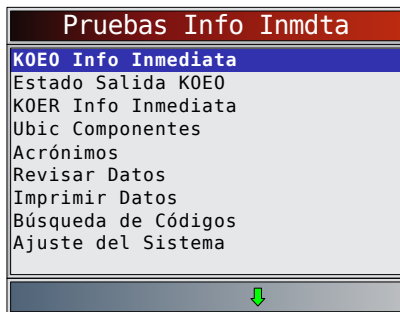 Pruebas Info Inmdta
KOEO Info Inmediata
Estado Salida KOEO
KOER Info Inmediata
Ubic Componentes
Acrónimos
Revisar Datos
Imprimir Datos
Búsqueda de Códigos
Ajuste del Sistema